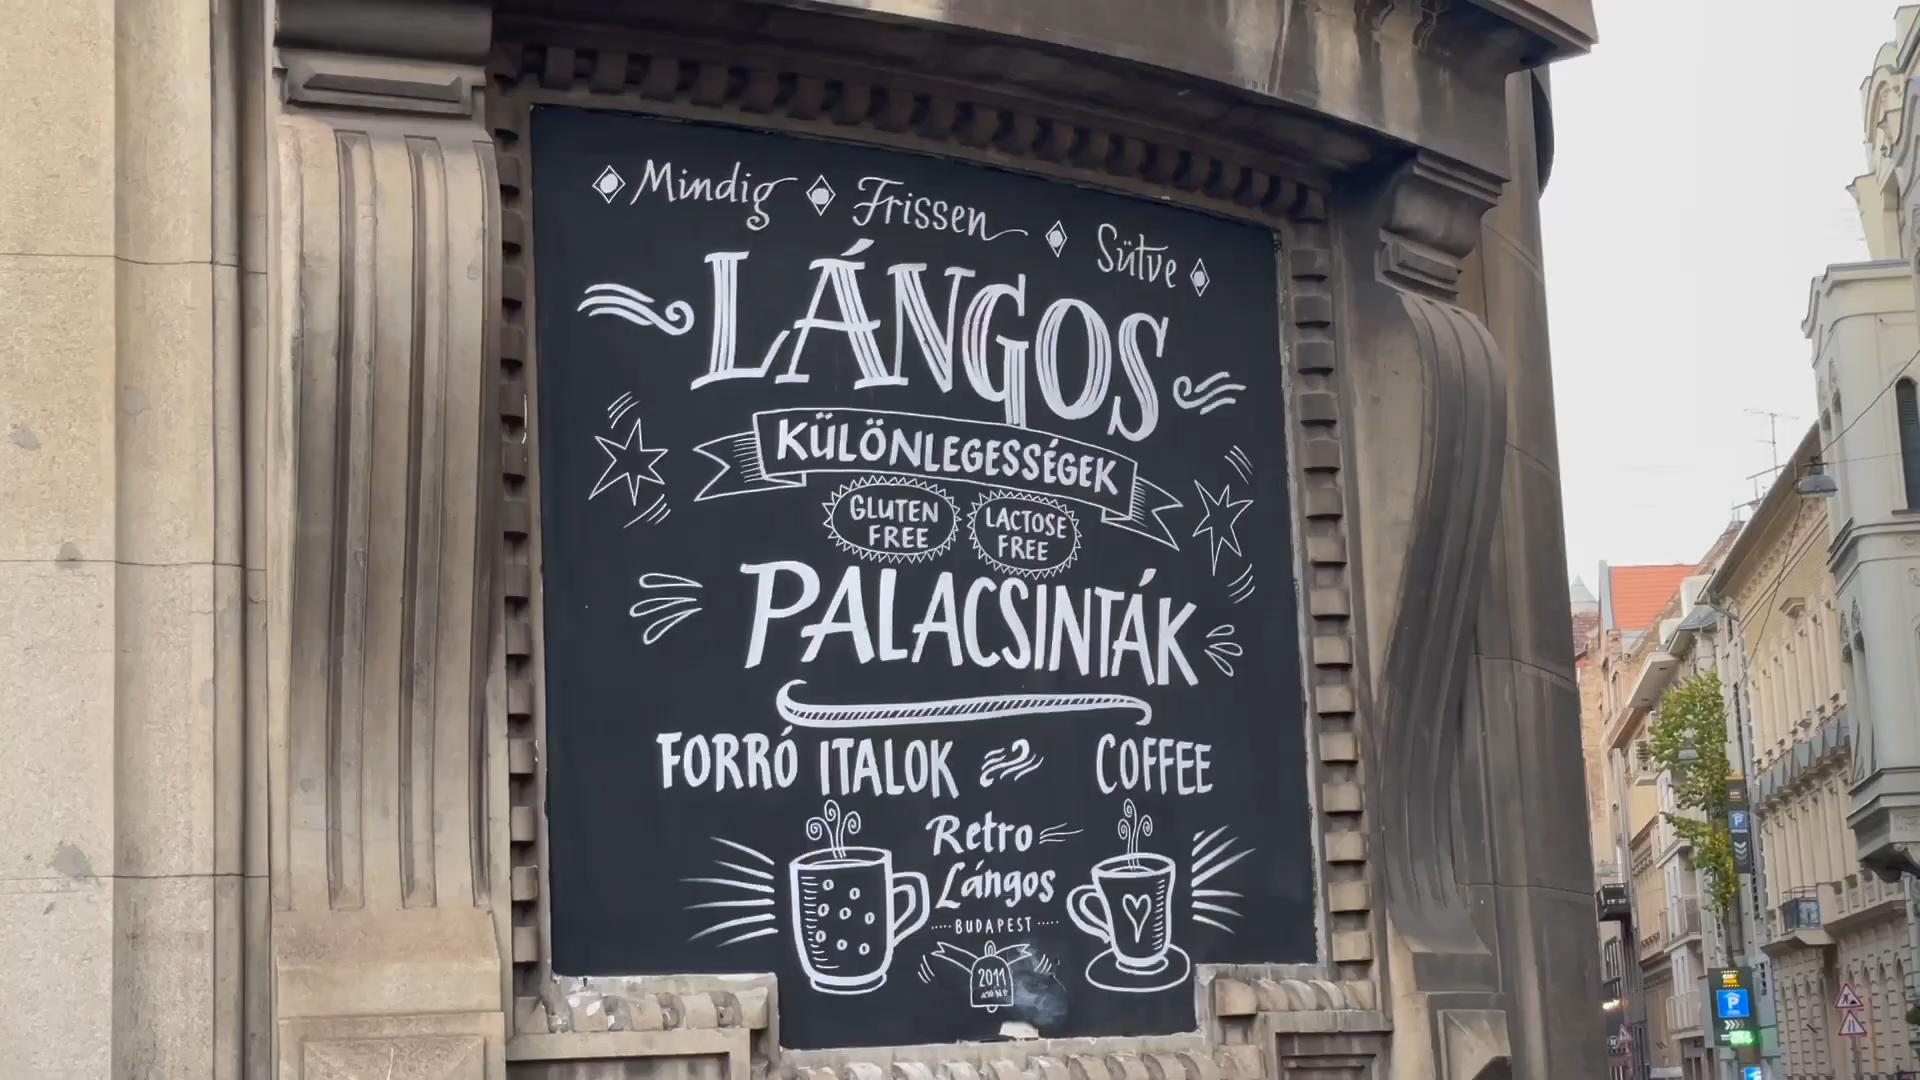 Mindig Frissen Sütve
LÁNGOS
KÜLÖNLEGESSÉGEK
GLUTEN FREE
LACTOSE FREE
PALACSINTÁK
FORRÓ ITALOK COFFEE
Retro
Lángos
BUDAPEST
2011
P
P